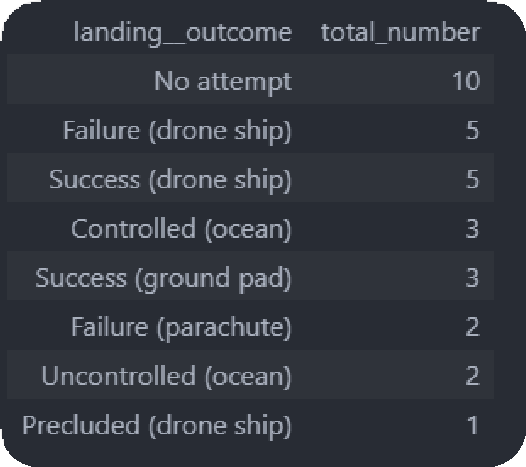 landing__outcome total_number
No attempt 10
Failure (drone ship) 5
Success (drone ship) 5
Controlled (ocean) 3
Success (ground pad) 3
Failure (parachute) 2
Uncontrolled (ocean) 2
Precluded (drone ship) 1